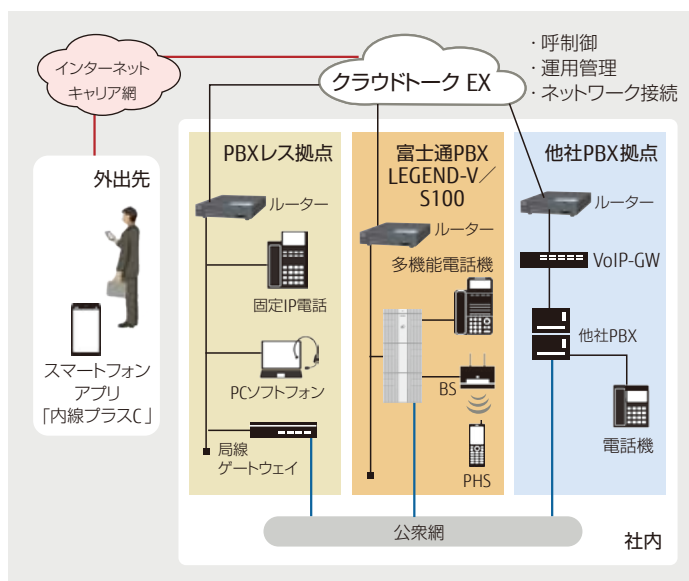 インターネット
キャリア網
クラウドトーク EX
・呼制御
・運用管理
・ネットワーク接続
外出先
スマートフォン
アプリ
「内線プラスC」
PBXレス拠点
ルーター
固定IP電話
PCソフトフォン
局線
ゲートウェイ
富士通PBX
LEGEND-V／
S100
ルーター
多機能電話機
BS
PHS
他社PBX拠点
ルーター
VoIP-GW
他社PBX
電話機
公衆網
社内